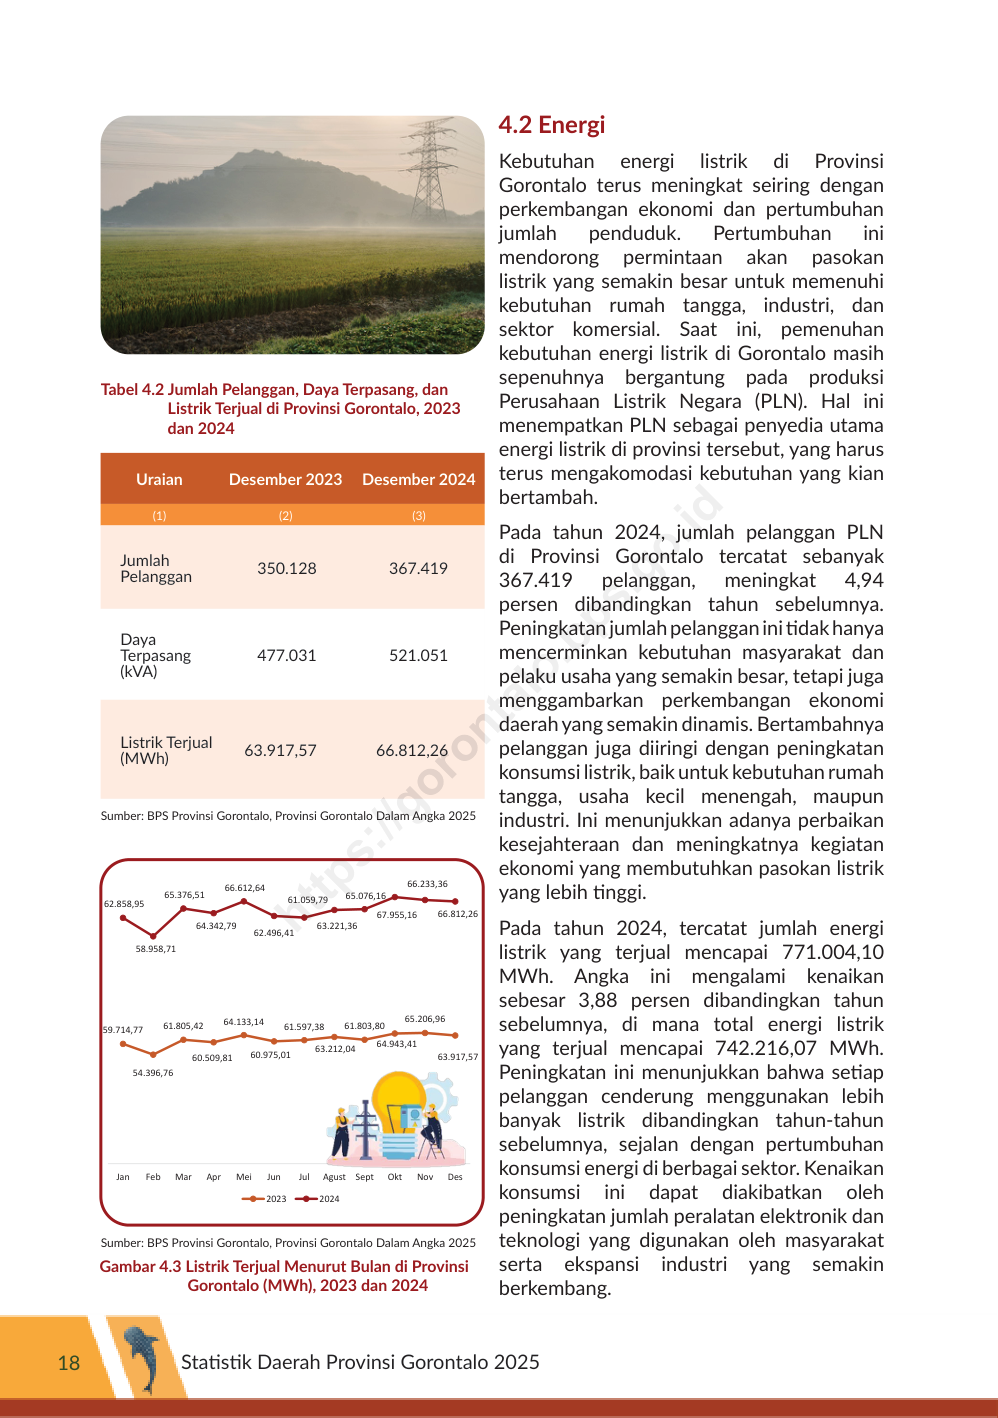 Tabel 4.2 Jumlah Pelanggan, Daya Terpasang, dan
Listrik Terjual di Provinsi Gorontalo, 2023
dan 2024
Uraian Desember 2023 Desember 2024
(1) (2) (3)
Jumlah
Pelanggan 350.128 367.419
Daya
Terpasang
(kVA) 477.031 521.051
Listrik Terjual
(MWh) 63.917,57 66.812,26
Sumber: BPS Provinsi Gorontalo, Provinsi Gorontalo Dalam Angka 2025
62.858,95 58.958,71 65.376,51 64.342,79 66.612,64 62.496,41 61.059,79 63.221,36 65.076,16 67.955,16 66.233,36 66.812,26
59.714,77 54.396,76 61.805,42 60.509,81 64.133,14 60.975,01 61.597,38 63.212,04 61.803,80 64.943,41 65.206,96 63.917,57
Jan Feb Mar Apr Mei Jun Jul Agust Sept Okt Nov Des
2023 2024
Sumber: BPS Provinsi Gorontalo, Provinsi Gorontalo Dalam Angka 2025
Gambar 4.3 Listrik Terjual Menurut Bulan di Provinsi
Gorontalo (MWh), 2023 dan 2024
4.2 Energi
Kebutuhan energi listrik di Provinsi
Gorontalo terus meningkat seiring dengan
perkembangan ekonomi dan pertumbuhan
jumlah penduduk. Pertumbuhan ini
mendorong permintaan akan pasokan
listrik yang semakin besar untuk memenuhi
kebutuhan rumah tangga, industri, dan
sektor komersial. Saat ini, pemenuhan
kebutuhan energi listrik di Gorontalo masih
sepenuhnya bergantung pada produksi
Perusahaan Listrik Negara (PLN). Hal ini
menempatkan PLN sebagai penyedia utama
energi listrik di provinsi tersebut, yang harus
terus mengakomodasi kebutuhan yang kian
bertambah.
Pada tahun 2024, jumlah pelanggan PLN
di Provinsi Gorontalo tercatat sebanyak
367.419 pelanggan, meningkat 4,94
persen dibandingkan tahun sebelumnya.
Peningkatan jumlah pelanggan ini tidak hanya
mencerminkan kebutuhan masyarakat dan
pelaku usaha yang semakin besar, tetapi juga
menggambarkan perkembangan ekonomi
daerah yang semakin dinamis. Bertambahnya
pelanggan juga diiringi dengan peningkatan
konsumsi listrik, baik untuk kebutuhan rumah
tangga, usaha kecil menengah, maupun
industri. Ini menunjukkan adanya perbaikan
kesejahteraan dan meningkatnya kegiatan
ekonomi yang membutuhkan pasokan listrik
yang lebih tinggi.
Pada tahun 2024, tercatat jumlah energi
listrik yang terjual mencapai 771.004,10
MWh. Angka ini mengalami kenaikan
sebesar 3,88 persen dibandingkan tahun
sebelumnya, di mana total energi listrik
yang terjual mencapai 742.216,07 MWh.
Peningkatan ini menunjukkan bahwa setiap
pelanggan cenderung menggunakan lebih
banyak listrik dibandingkan tahun-tahun
sebelumnya, sejalan dengan pertumbuhan
konsumsi energi di berbagai sektor. Kenaikan
konsumsi ini dapat diakibatkan oleh
peningkatan jumlah peralatan elektronik dan
teknologi yang digunakan oleh masyarakat
serta ekspansi industri yang semakin
berkembang.
https://gorontalo.bps.go.id
18 Statistik Daerah Provinsi Gorontalo 2025